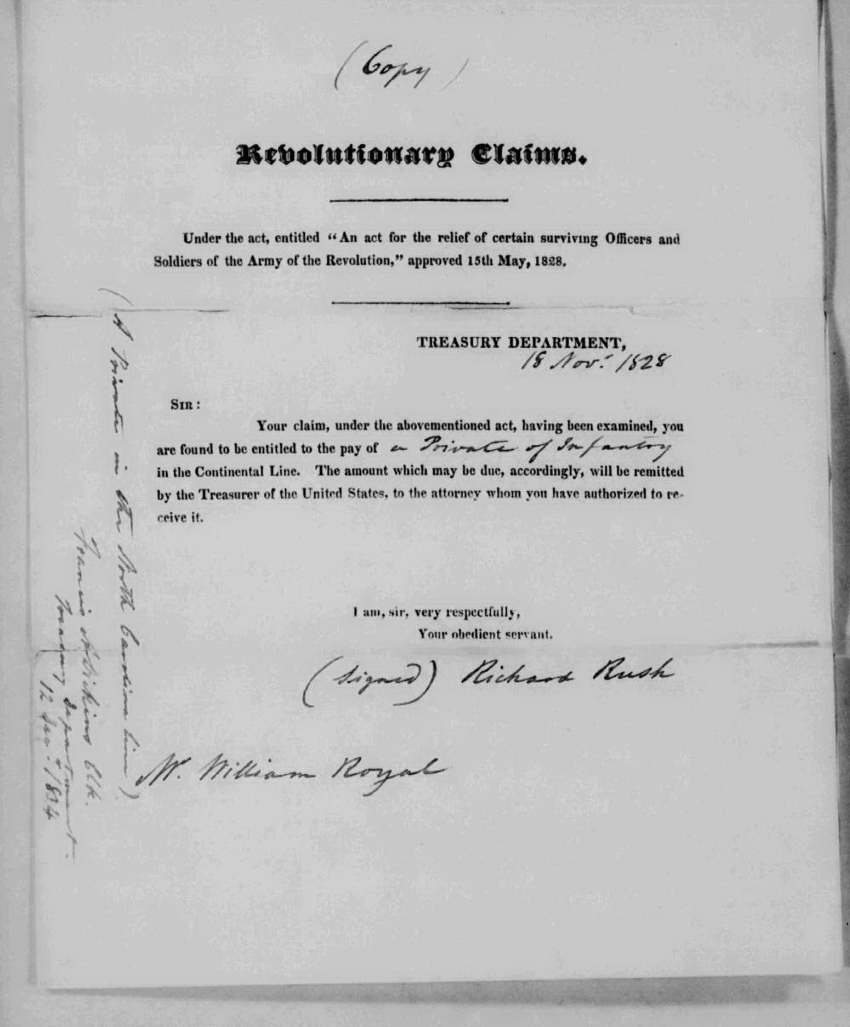 (Copy)
Revolutionary Claims.
Under the act, entitled "An act for the relief of certain surviving Officers and
Soldiers of the Army of the Revolution," approved 15th May, 1828.
TREASURY DEPARTMENT,
18 Novr. 1828
SIR:
Your claim, under the abovementioned act, having been examined, you
are found to be entitled to the pay of a Private of Infantry
in the Continental Line. The amount which may be due, accordingly, will be remitted
by the Treasurer of the United States, to the attorney whom you have authorized to re-
ceive it.
I am, sir, very respectfully,
Your obedient servant.
(Signed) Richard Rush
Mr. William Royal
(A Private in the North Carolina line)
Francis A Dickins Clk.
Treasury Department
12 1834